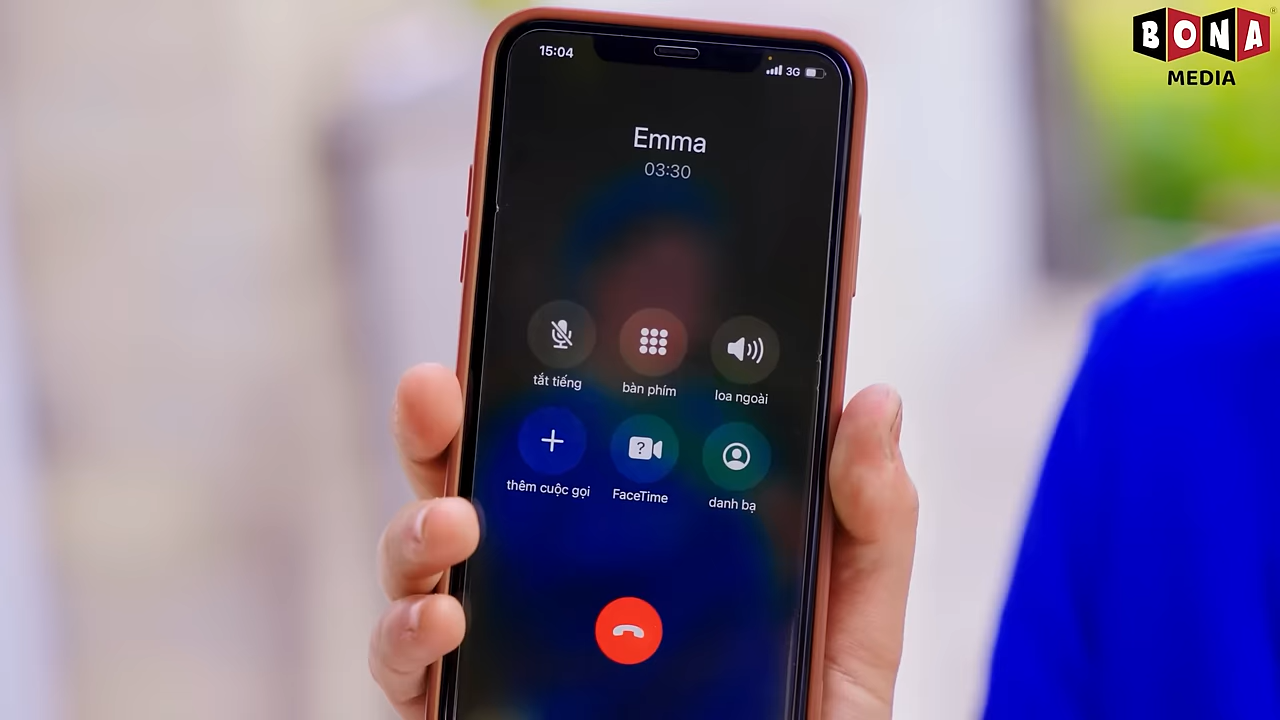 BONA
MEDIA
15:04
3G
Emma
03:30
tắt tiếng
bàn phím
loa ngoài
?
thêm cuộc gọi
FaceTime
danh bạ